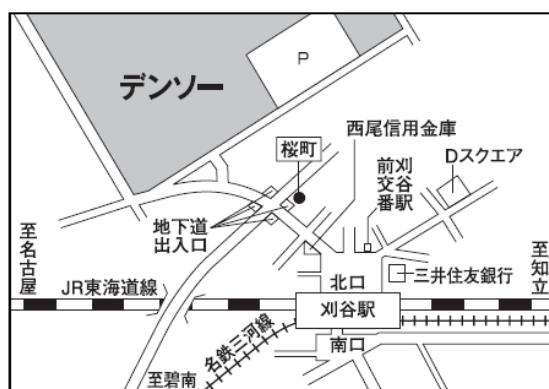 P
デンソー
西尾信用金庫
桜町
Dスクエア
前刈
交谷
番駅
地下道
出入口
至名古屋
至知立
北口
三井住友銀行
JR東海道線
刈谷駅
名鉄三河線
南口
至碧南